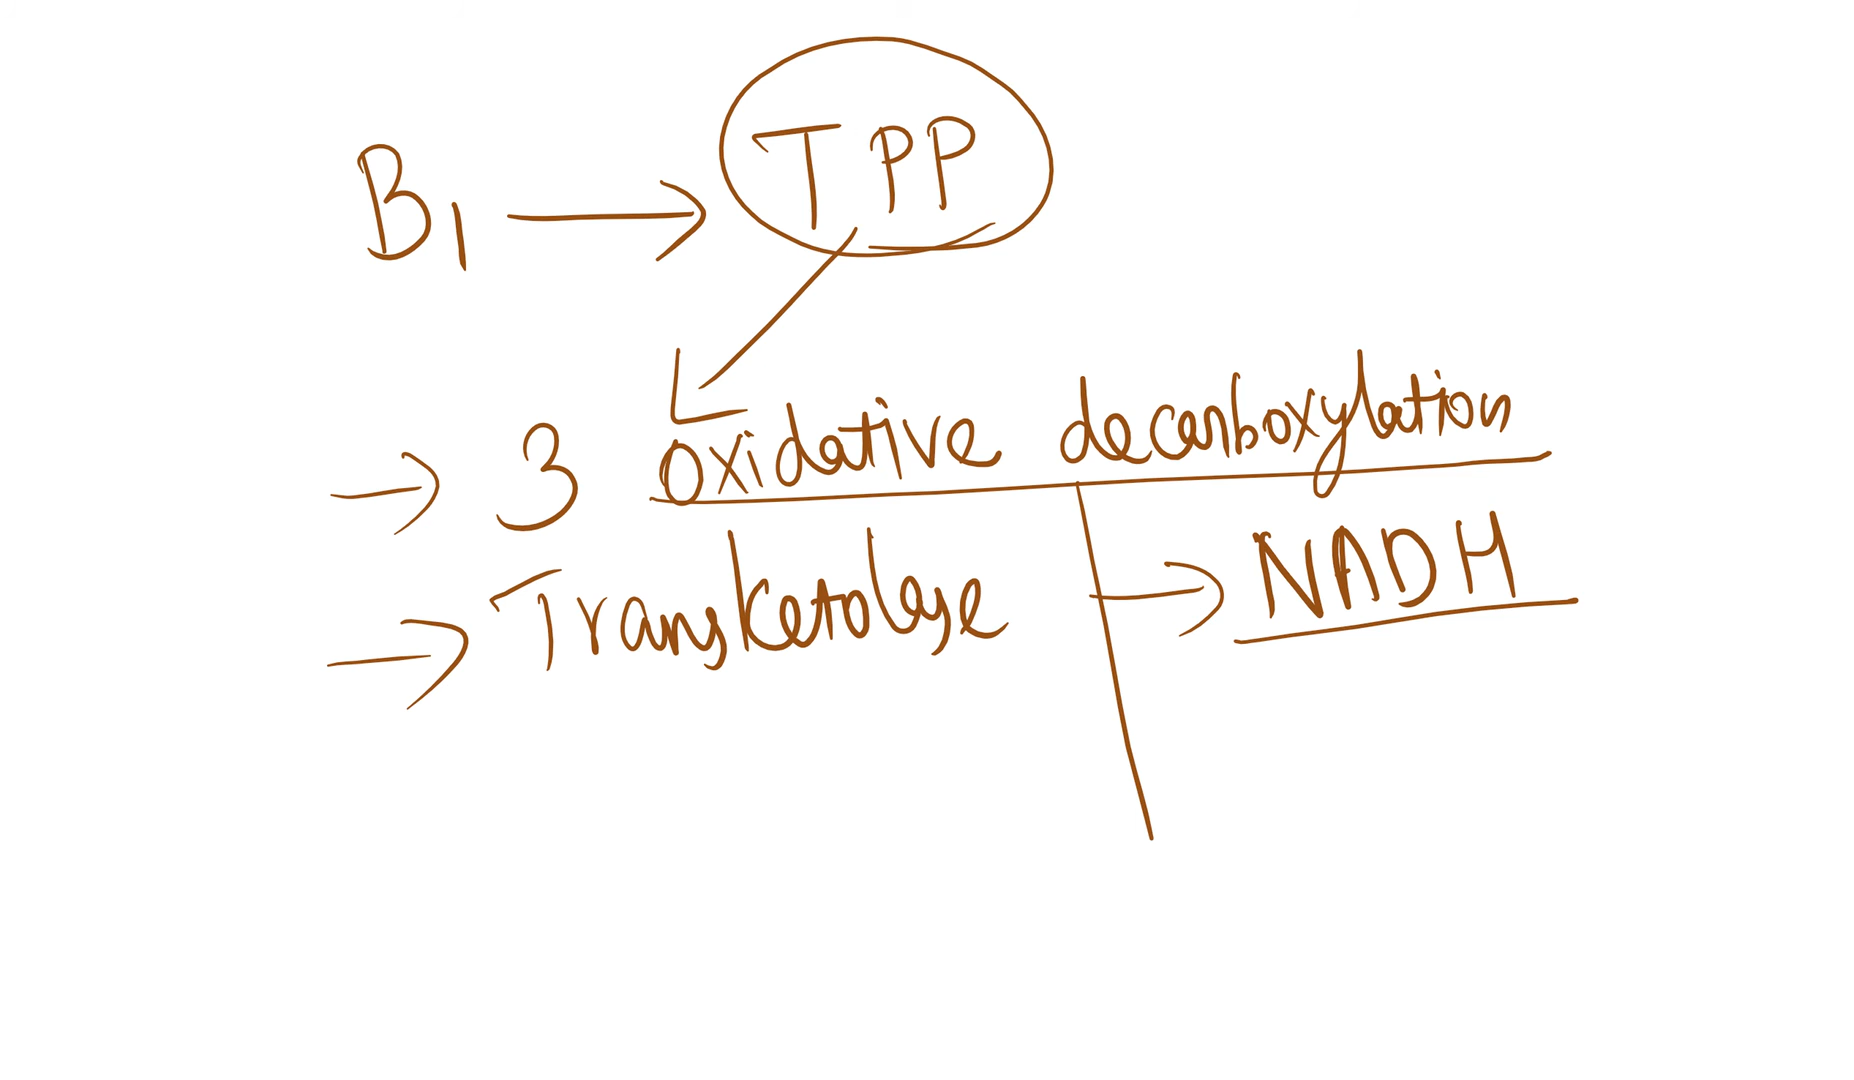 B₁ → TPP
→ 3 Oxidative decarboxylation
→ Transketolase
→ NADH